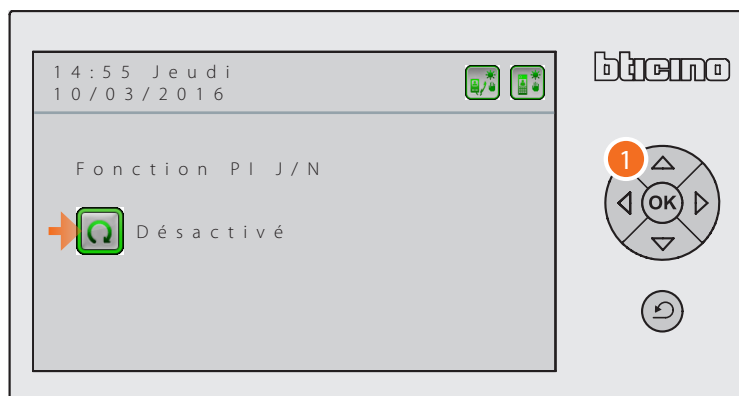 14:55 Jeudi
10/03/2016
bticino
Fonction PI J/N
1
OK
Désactivé